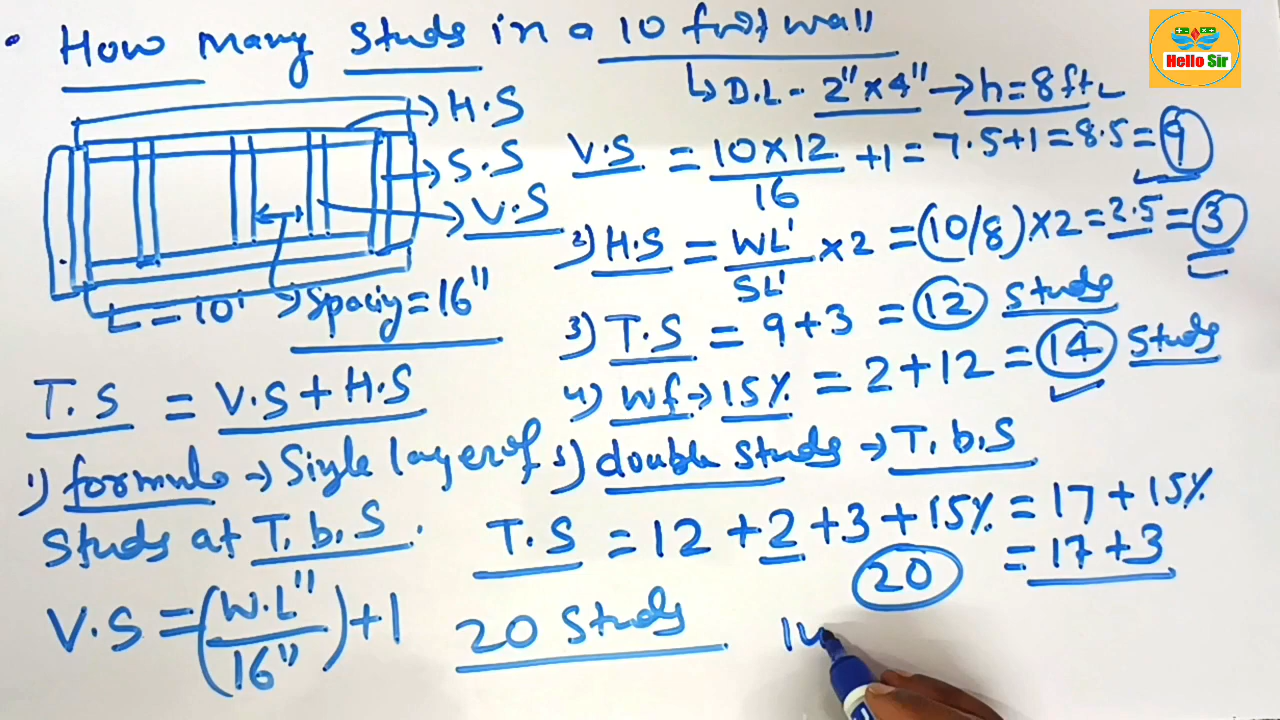 Hello Sir
• How many studs in a 10 foot wall
↳ D.L - 2"×4" → h = 8 ft
H.S
S.S
V.S
L = 10'
Spaciy = 16"
T.S = V.S + H.S
1) formulo → Single layer of
studs at T.b.S.
V.S = (W.L"/16") + 1
V.S = 10×12/16 + 1 = 7.5 + 1 = 8.5 = 9
2) H.S = WL'/SL' × 2 = (10/8) × 2 = 2.5 = 3
3) T.S = 9 + 3 = 12 studs
4) Wf → 15% = 2 + 12 = 14 studs
5) double studs → T.b.S
T.S = 12 + 2 + 3 + 15% = 17 + 15%
= 17 + 3
20
20 studs